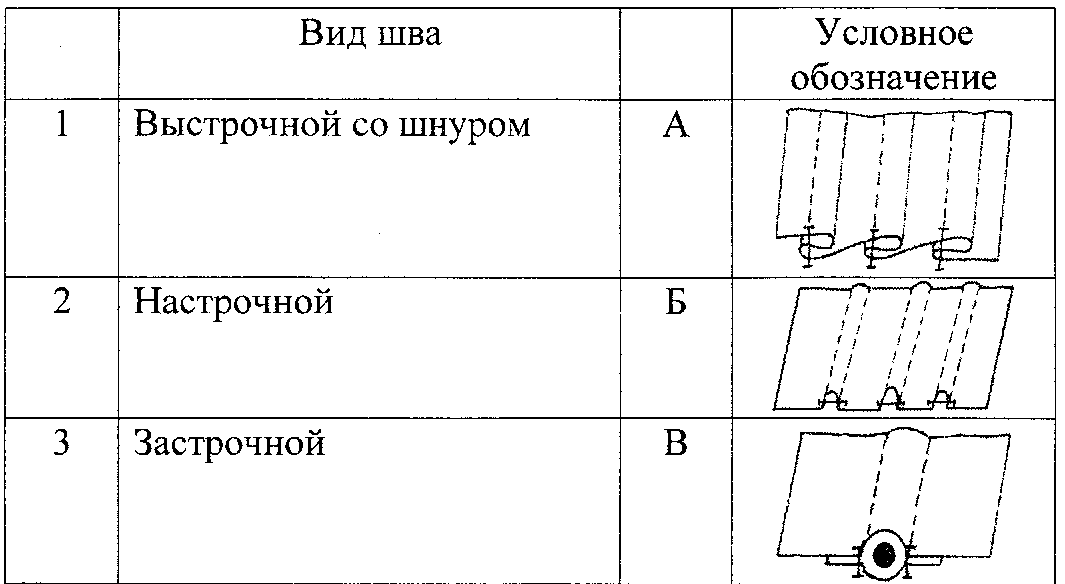 Вид шва
Условное
обозначение
1 Выстрочной со шнуром А
2 Настрочной Б
3 Застрочной В